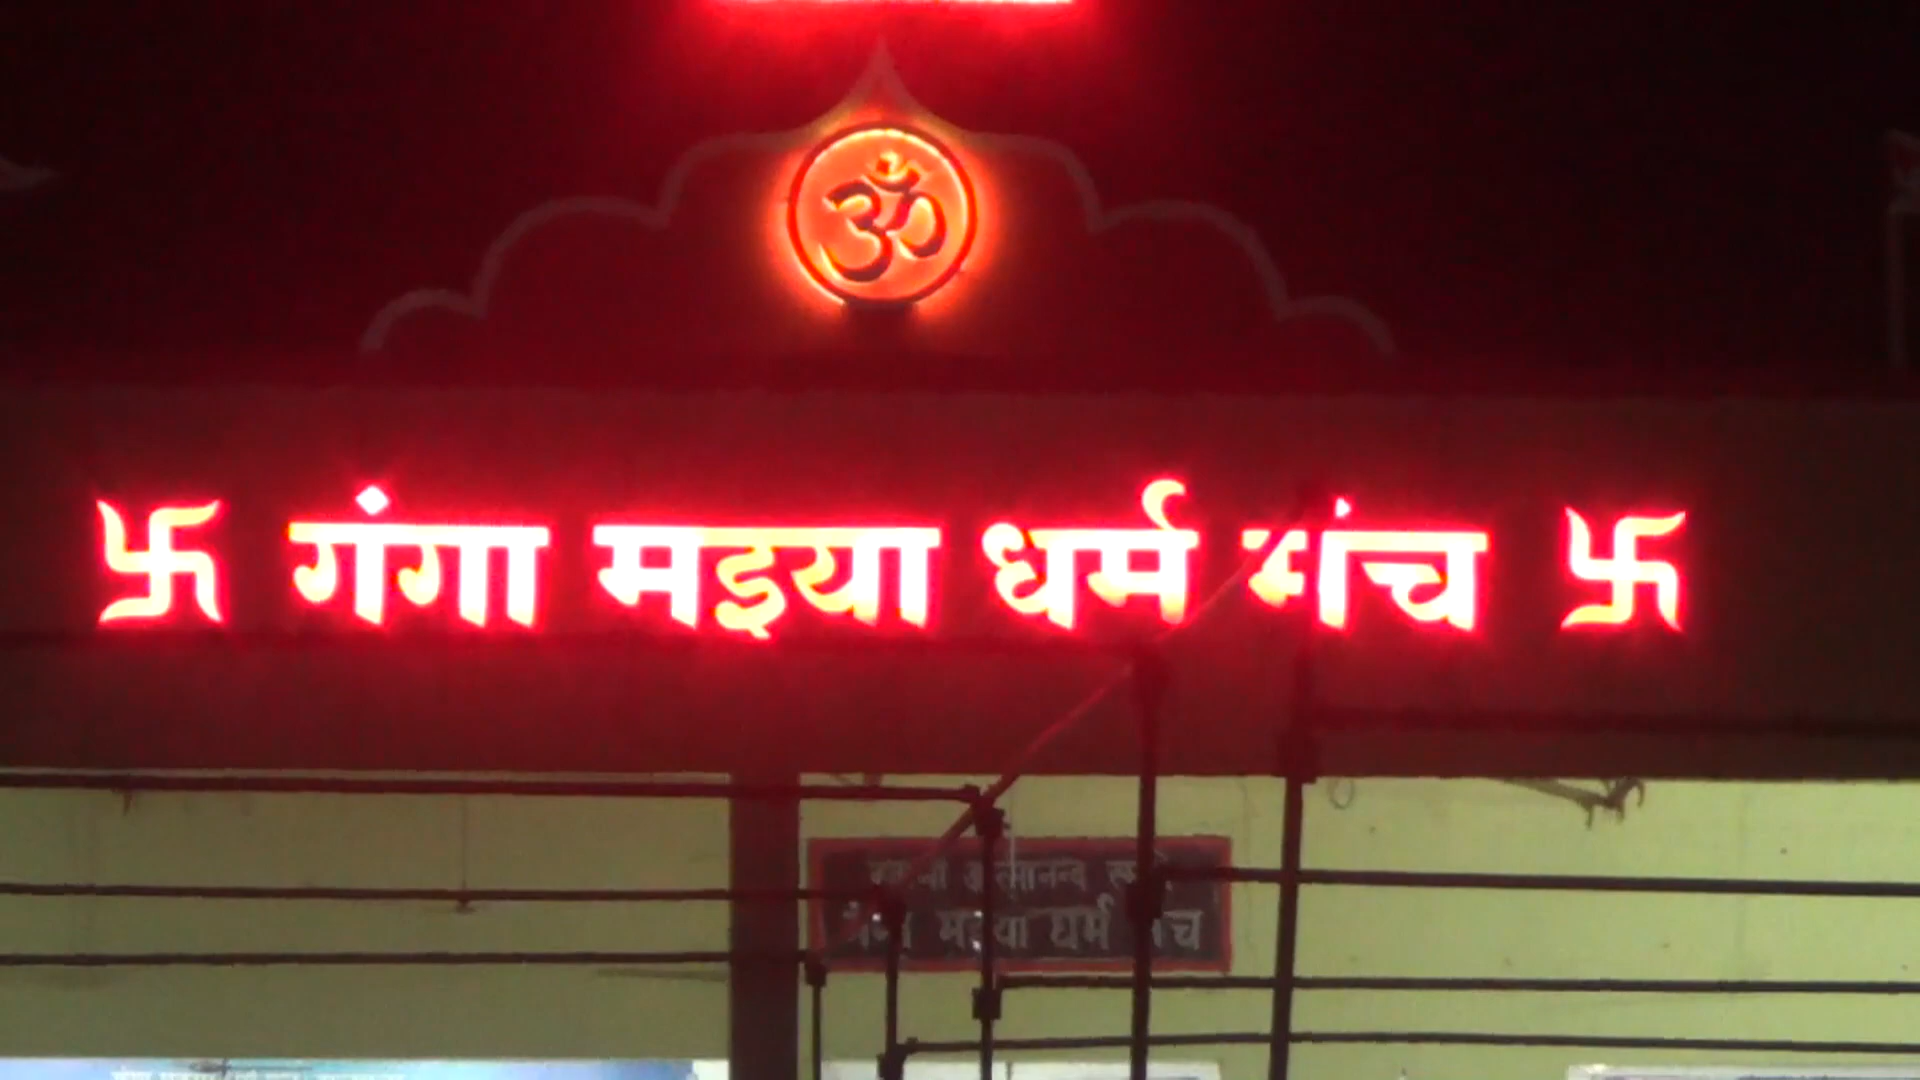 ॐ
卐 गंगा मइया धर्म मंच 卐
गंगा मइया धर्म मंच